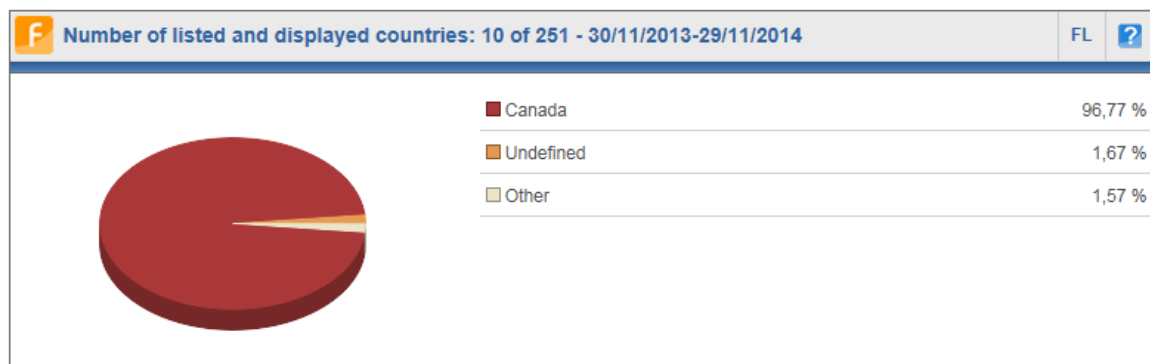 F Number of listed and displayed countries: 10 of 251 - 30/11/2013-29/11/2014 FL ?
Canada 96,77 %
Undefined 1,67 %
Other 1,57 %